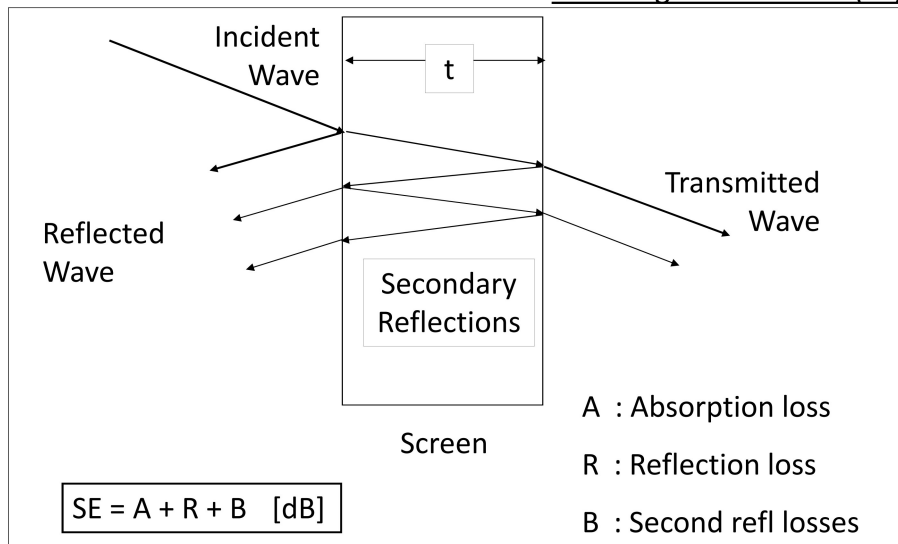 Incident
Wave
t
Transmitted
Wave
Reflected
Wave
Secondary
Reflections
Screen
A : Absorption loss
R : Reflection loss
B : Second refl losses
SE = A + R + B [dB]